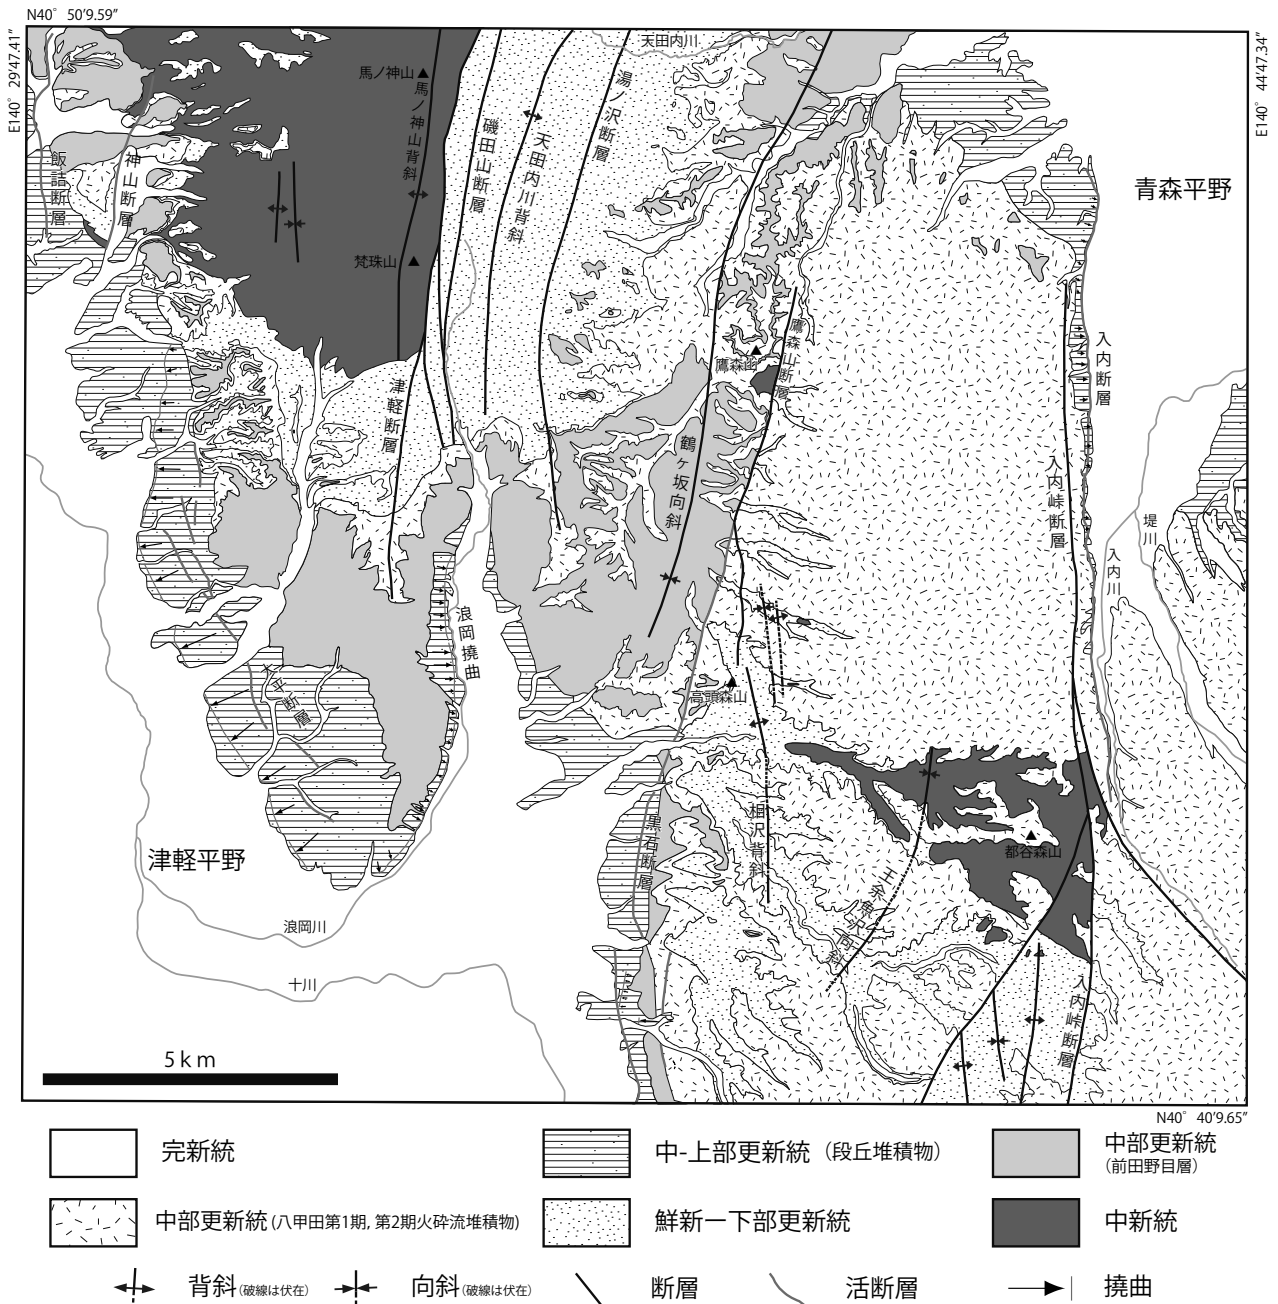 N40° 50′9.59″
E140° 29′47.41″
E140° 44′47.34″
天田内川
馬ノ神山
馬ノ神山背斜
磯田山断層
天田内川背斜
湯ノ沢断層
飯詰断層
神山断層
青森平野
梵珠山
鷹森山
鷹森山断層
入内断層
津軽断層
鶴ヶ坂向斜
入内峠断層
堤川
入内川
浪岡撓曲
大平断層
高頭森山
相沢背斜
黒石断層
都谷森山
王余魚沢向斜
津軽平野
浪岡川
十川
入内峠断層
5 k m
N40° 40′9.65″
完新統
中-上部更新統（段丘堆積物）
中部更新統
（前田野目層）
中部更新統 (八甲田第1期, 第2期火砕流堆積物)
鮮新ー下部更新統
中新統
背斜(破線は伏在)
向斜(破線は伏在)
断層
活断層
撓曲